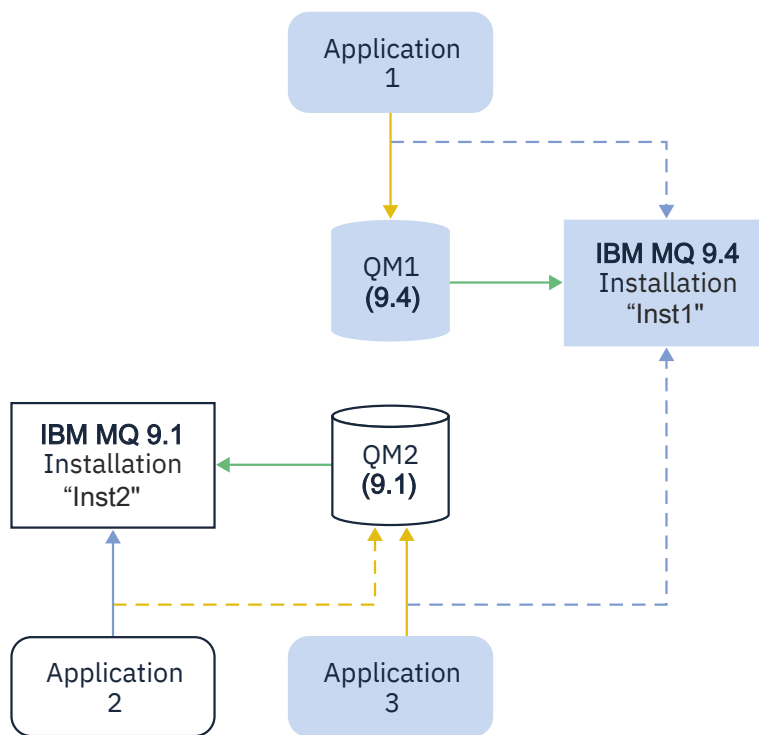 Application
1
QM1
(9.4)
IBM MQ 9.4
Installation
“Inst1"
IBM MQ 9.1
Installation
“Inst2"
QM2
(9.1)
Application
2
Application
3